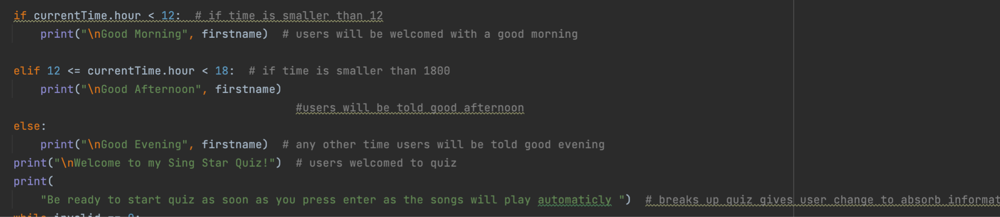 if currentTime.hour < 12:  # if time is smaller than 12
    print("\nGood Morning", firstname)  # users will be welcomed with a good morning

elif 12 <= currentTime.hour < 18:  # if time is smaller than 1800
    print("\nGood Afternoon", firstname)
                                          #users will be told good afternoon
else:
    print("\nGood Evening", firstname)  # any other time users will be told good evening
print("\nWelcome to my Sing Star Quiz!")  # users welcomed to quiz
print(
    "Be ready to start quiz as soon as you press enter as the songs will play automaticly ")  # breaks up quiz gives user change to absorb informat
while invalid ==